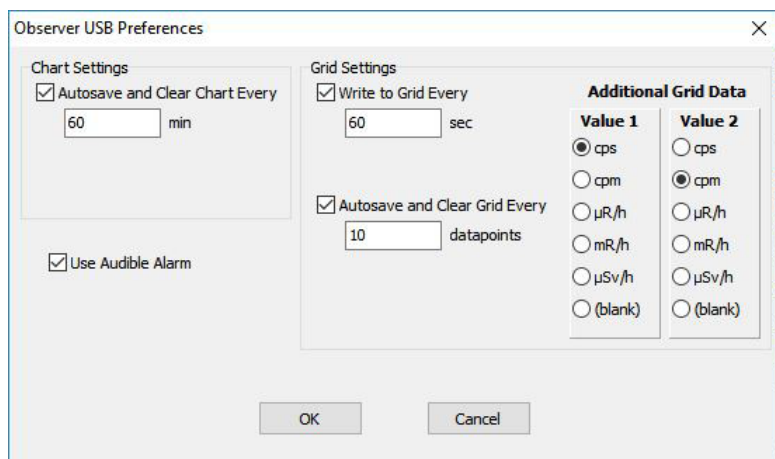 Observer USB Preferences
Chart Settings
Autosave and Clear Chart Every
60 min
Use Audible Alarm
Grid Settings
Write to Grid Every
60 sec
Autosave and Clear Grid Every
10 datapoints
Additional Grid Data
Value 1 Value 2
cps cps
cpm cpm
µR/h µR/h
mR/h mR/h
µSv/h µSv/h
(blank) (blank)
OK Cancel